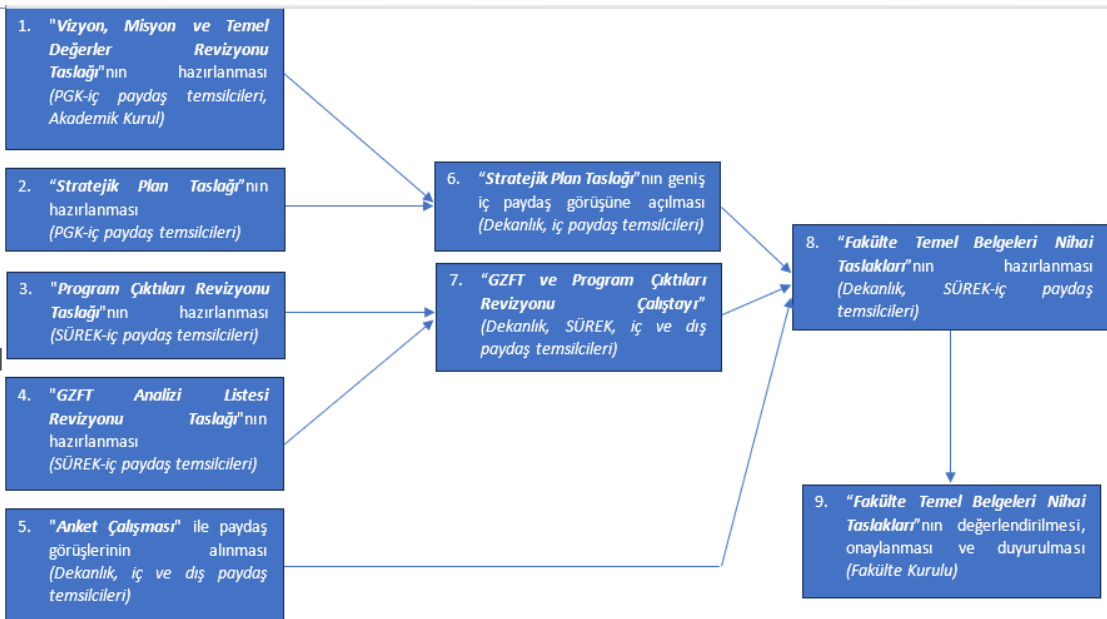 1. "Vizyon, Misyon ve Temel
Değerler Revizyonu
Taslağı"nın hazırlanması
(PGK-iç paydaş temsilcileri,
Akademik Kurul)
2. "Stratejik Plan Taslağı"nın
hazırlanması
(PGK-iç paydaş temsilcileri)
3. "Program Çıktıları Revizyonu
Taslağı"nın hazırlanması
(SÜREK-iç paydaş temsilcileri)
4. "GZFT Analizi Listesi
Revizyonu Taslağı"nın
hazırlanması
(SÜREK-iç paydaş temsilcileri)
5. "Anket Çalışması" ile paydaş
görüşlerinin alınması
(Dekanlık, iç ve dış paydaş
temsilcileri)
6. "Stratejik Plan Taslağı"nın geniş
iç paydaş görüşüne açılması
(Dekanlık, iç paydaş temsilcileri)
7. "GZFT ve Program Çıktıları
Revizyonu Çalıştayı"
(Dekanlık, SÜREK, iç ve dış
paydaş temsilcileri)
8. "Fakülte Temel Belgeleri Nihai
Taslakları"nın hazırlanması
(Dekanlık, SÜREK-iç paydaş
temsilcileri)
9. "Fakülte Temel Belgeleri Nihai
Taslakları"nın değerlendirilmesi,
onaylanması ve duyurulması
(Fakülte Kurulu)